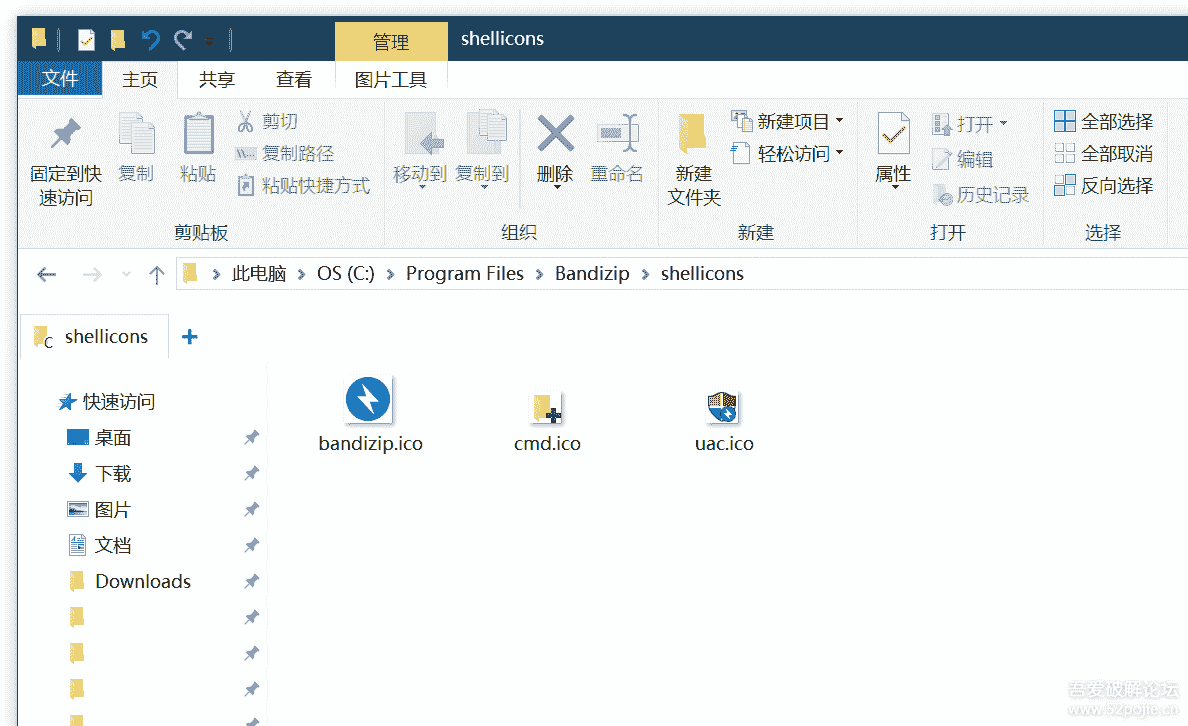 管理
shellicons
文件
主页
共享
查看
图片工具
固定到快
速访问
复制
粘贴
剪切
复制路径
粘贴快捷方式
剪贴板
移动到
复制到
删除
重命名
组织
新建
文件夹
新建项目
轻松访问
新建
属性
打开
编辑
历史记录
打开
全部选择
全部取消
反向选择
选择
此电脑 OS (C:) Program Files Bandizip shellicons
C shellicons
快速访问
桌面
下载
图片
文档
Downloads
bandizip.ico
cmd.ico
uac.ico
吾爱破解论坛
www.52pojie.cn